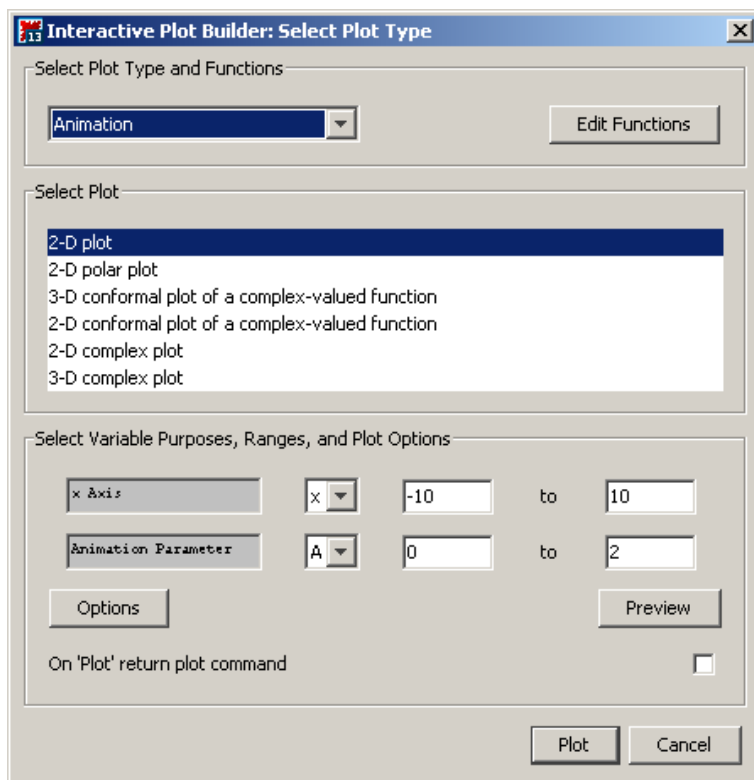 13 Interactive Plot Builder: Select Plot Type
Select Plot Type and Functions
Animation Edit Functions
Select Plot
2-D plot
2-D polar plot
3-D conformal plot of a complex-valued function
2-D conformal plot of a complex-valued function
2-D complex plot
3-D complex plot
Select Variable Purposes, Ranges, and Plot Options
x Axis x -10 to 10
Animation Parameter A 0 to 2
Options Preview
On 'Plot' return plot command
Plot Cancel